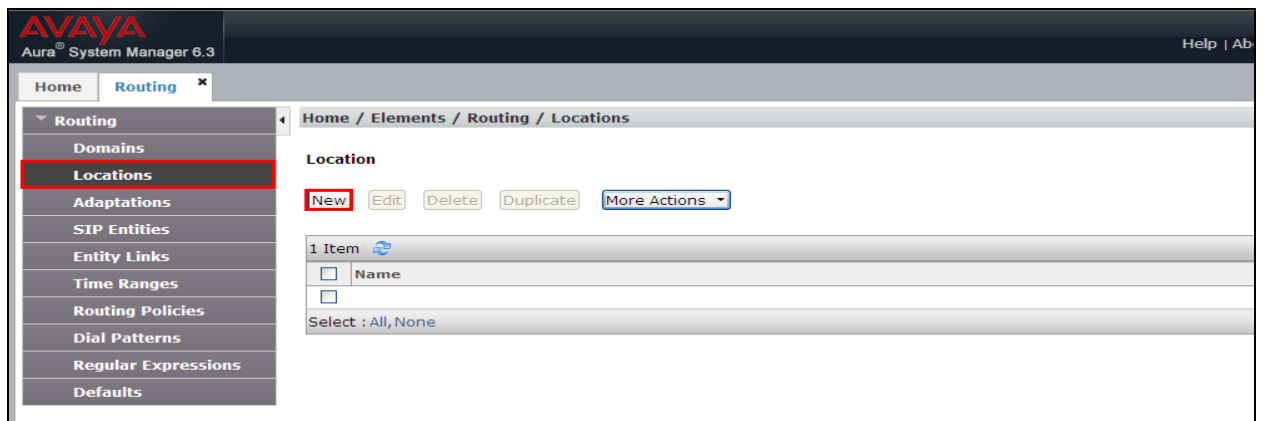 AVAYA
Aura® System Manager 6.3
Help | Ab
Home Routing ×
Routing
Domains
Locations
Adaptations
SIP Entities
Entity Links
Time Ranges
Routing Policies
Dial Patterns
Regular Expressions
Defaults
Home / Elements / Routing / Locations
Location
New Edit Delete Duplicate More Actions
1 Item
Name
Select : All, None